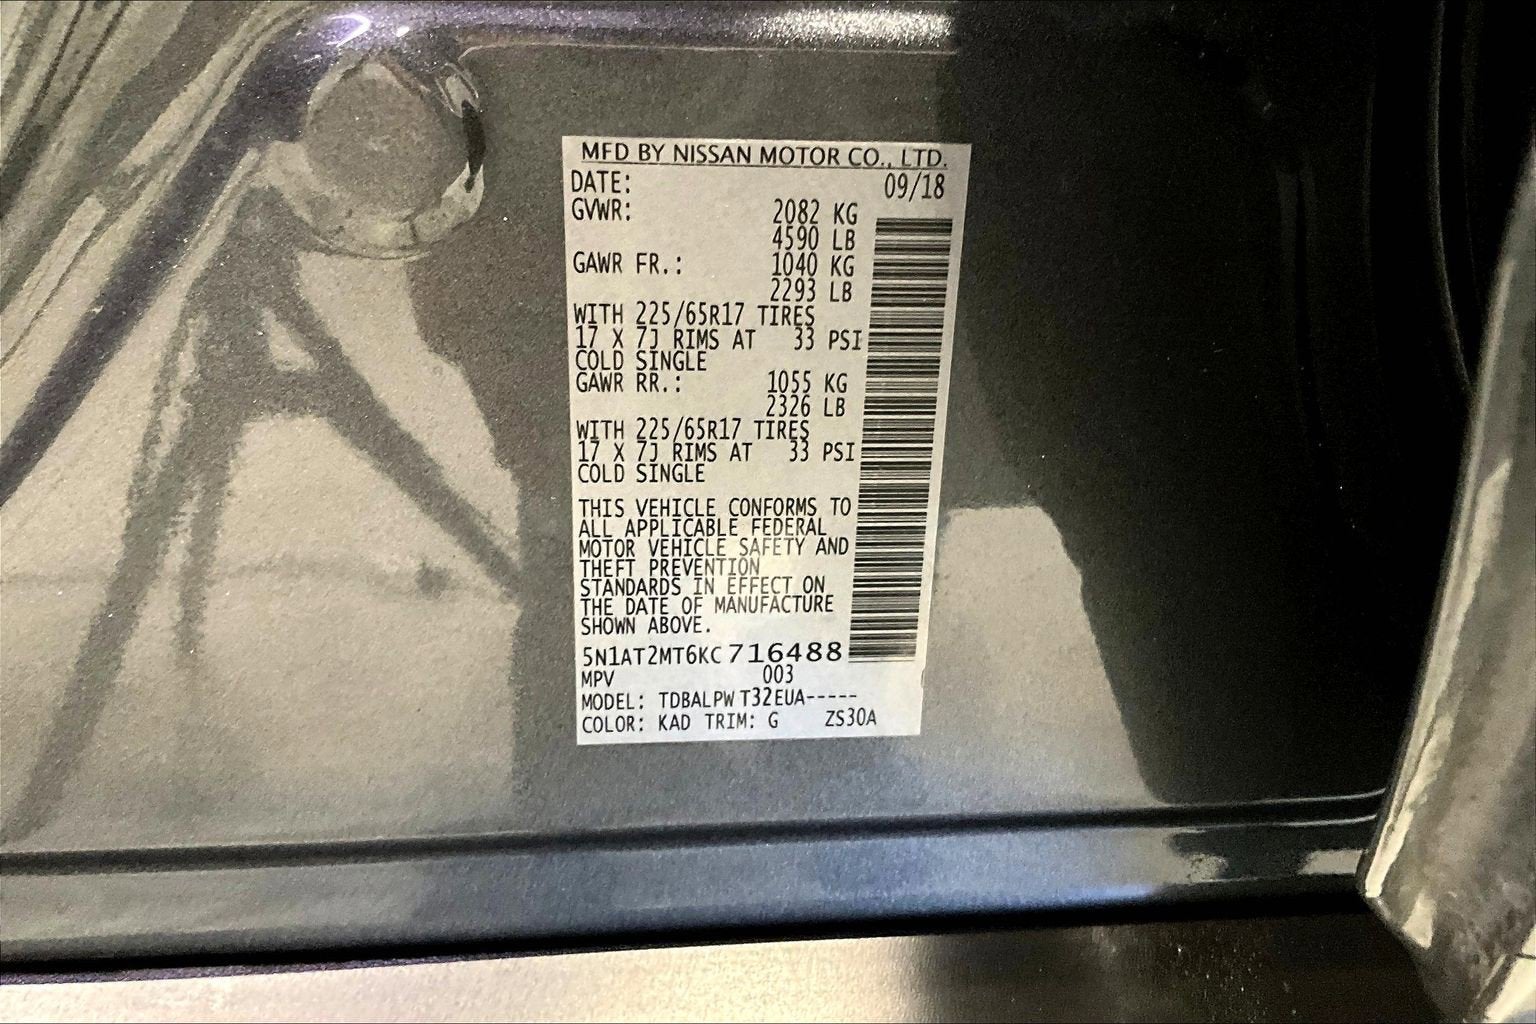 MFD BY NISSAN MOTOR CO., LTD.
DATE: 09/18
GVWR: 2082 KG
4590 LB
GAWR FR.: 1040 KG
2293 LB
WITH 225/65R17 TIRES
17 X 7J RIMS AT 33 PSI
COLD SINGLE
GAWR RR.: 1055 KG
2326 LB
WITH 225/65R17 TIRES
17 X 7J RIMS AT 33 PSI
COLD SINGLE
THIS VEHICLE CONFORMS TO
ALL APPLICABLE FEDERAL
MOTOR VEHICLE SAFETY AND
THEFT PREVENTION
STANDARDS IN EFFECT ON
THE DATE OF MANUFACTURE
SHOWN ABOVE.
5N1AT2MT6KC716488
MPV 003
MODEL: TDBALPW T32EUA-----
COLOR: KAD TRIM: G ZS30A